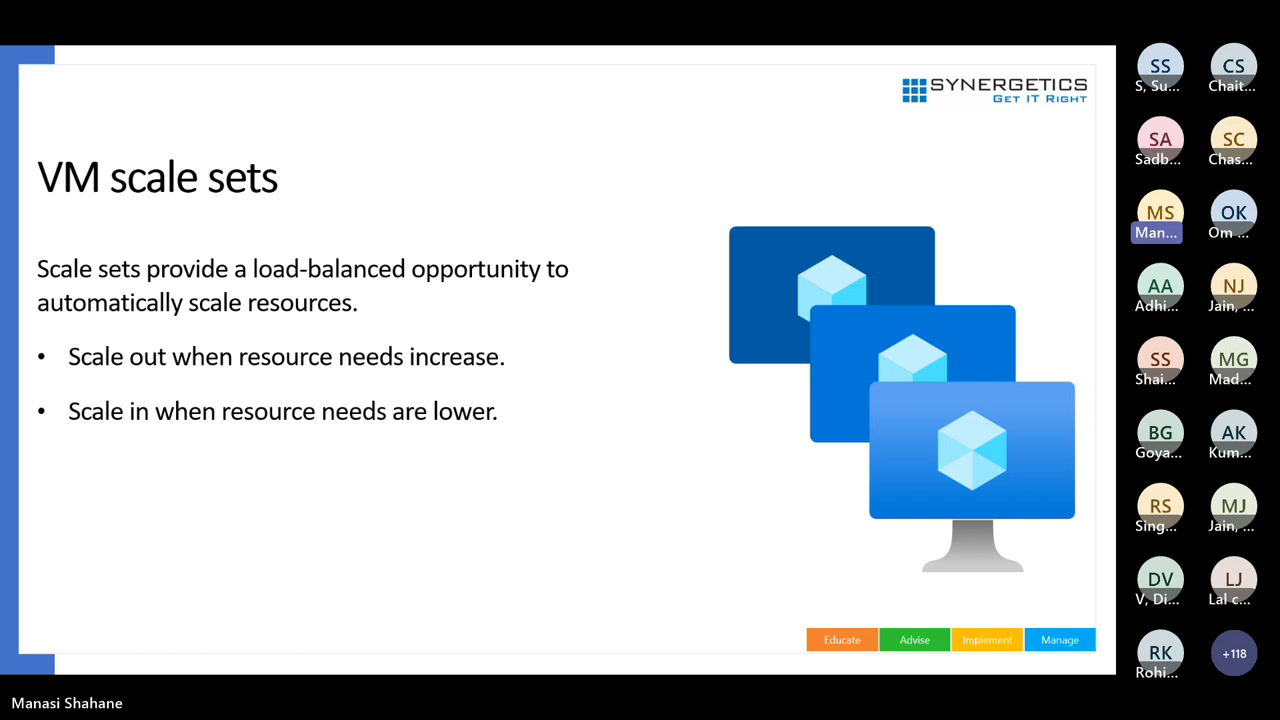 SYNERGETICS
GET IT RIGHT
VM scale sets
Scale sets provide a load-balanced opportunity to
automatically scale resources.
• Scale out when resource needs increase.
• Scale in when resource needs are lower.
Educate Advise Implement Manage
SS CS
S, Su... Chait...
SA SC
Sadb... Chas...
MS OK
Man... Om ...
AA NJ
Adhi... Jain, ...
SS MG
Shai... Mad...
BG AK
Goya... Kum...
RS MJ
Sing... Jain, ...
DV LJ
V, Di... Lal c...
RK +118
Rohi...
Manasi Shahane